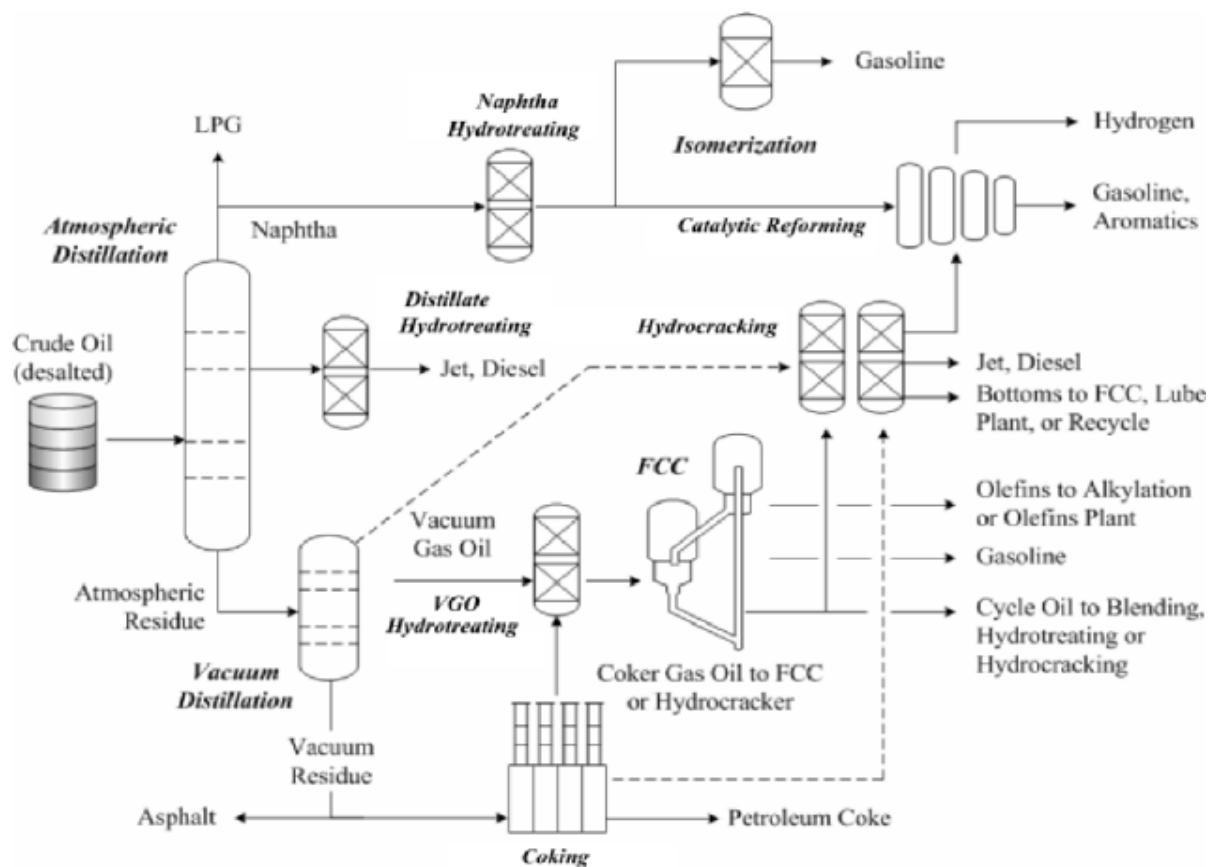 Gasoline
Naphtha
Hydrotreating
LPG
Isomerization
Hydrogen
Gasoline,
Aromatics
Atmospheric
Distillation
Naphtha
Catalytic Reforming
Distillate
Hydrotreating
Hydrocracking
Crude Oil
(desalted)
Jet, Diesel
Jet, Diesel
Bottoms to FCC, Lube
Plant, or Recycle
FCC
Olefins to Alkylation
or Olefins Plant
Vacuum
Gas Oil
Gasoline
Atmospheric
Residue
VGO
Hydrotreating
Cycle Oil to Blending,
Hydrotreating or
Hydrocracking
Vacuum
Distillation
Coker Gas Oil to FCC
or Hydrocracker
Vacuum
Residue
Asphalt
Petroleum Coke
Coking